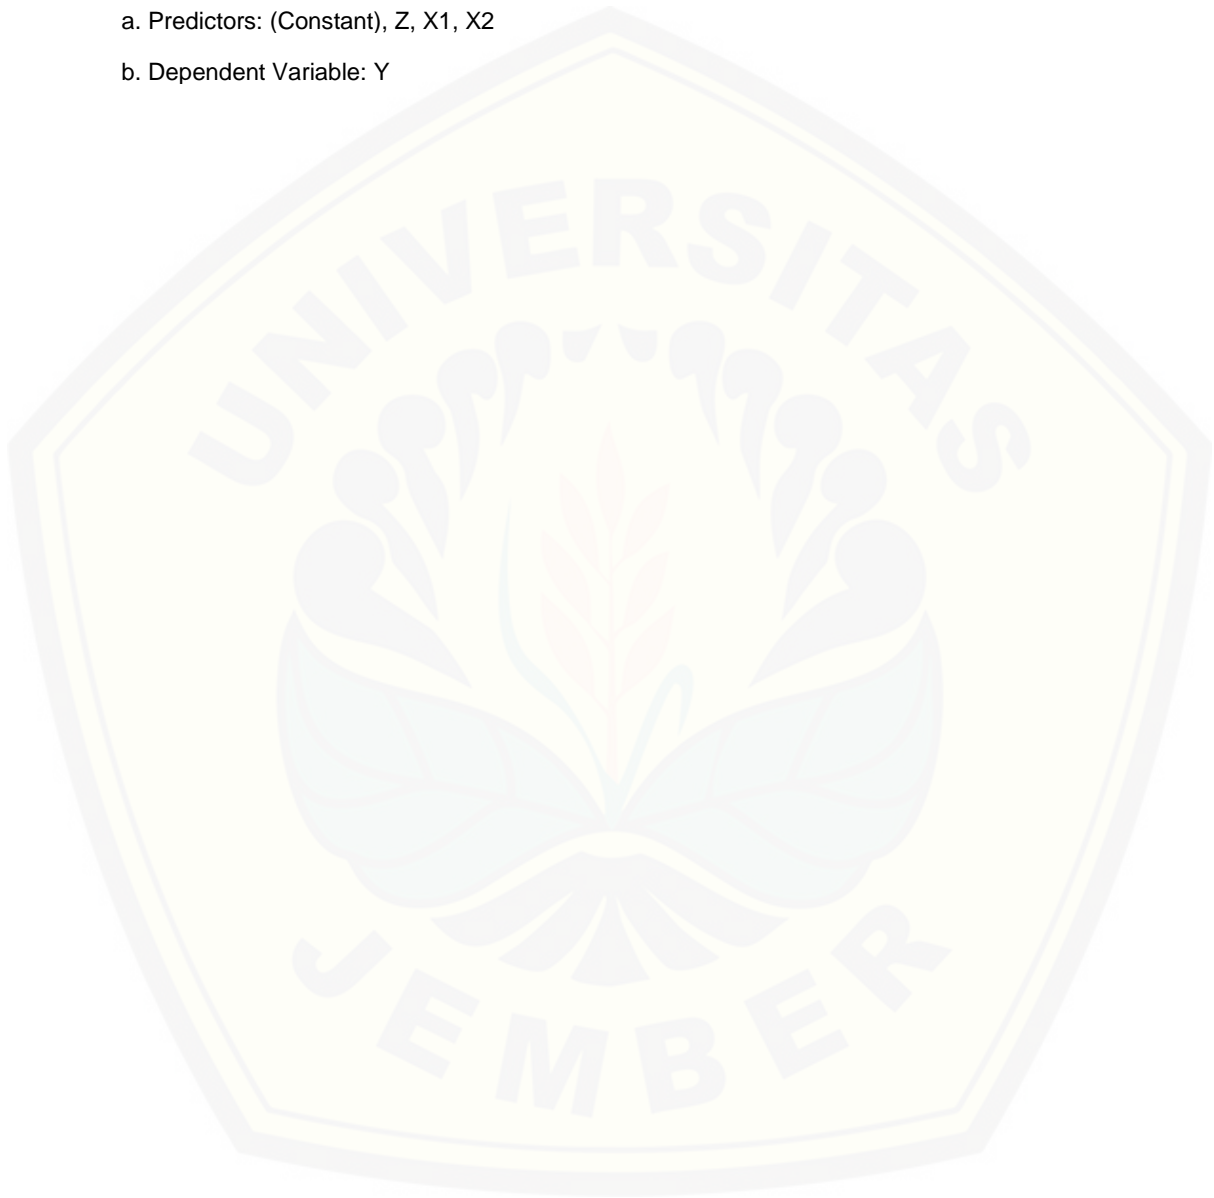 a. Predictors: (Constant), Z, X1, X2
b. Dependent Variable: Y
UNIVERSITAS
JEMBER